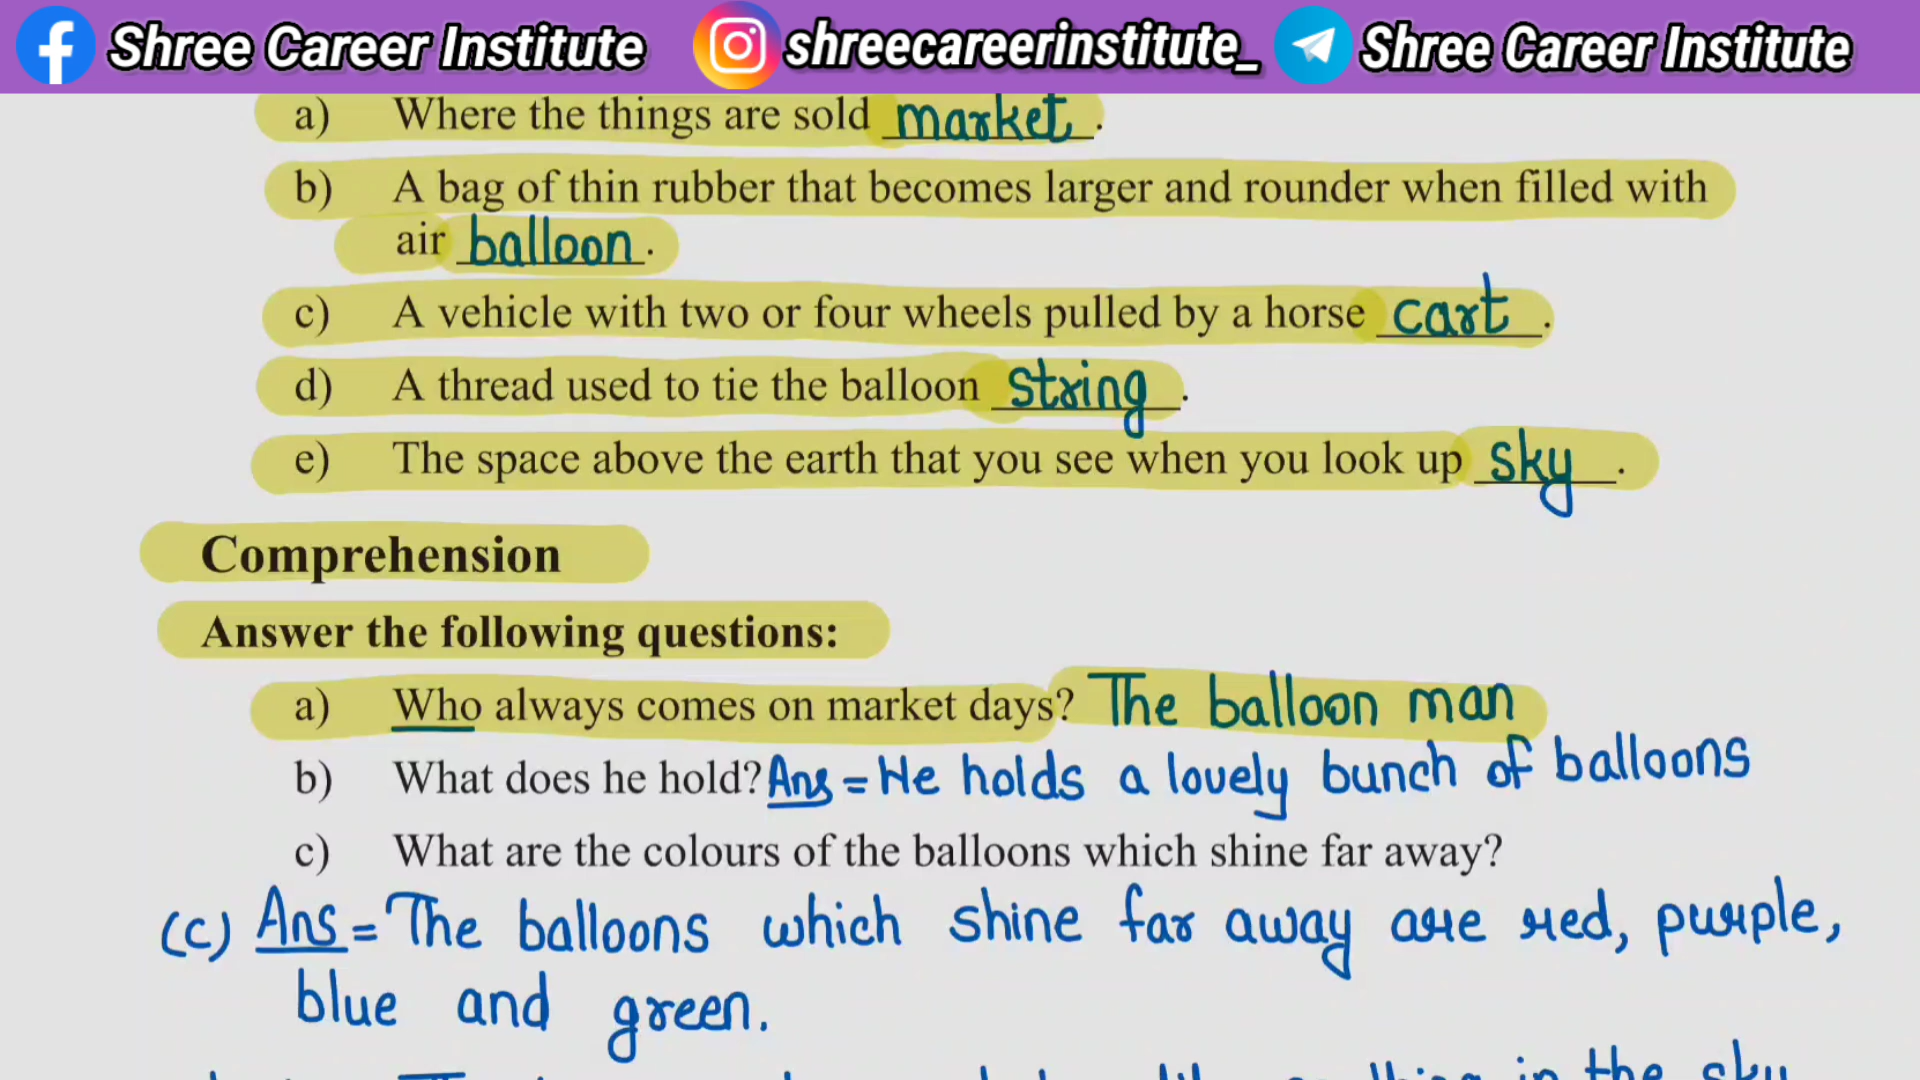 Shree Career Institute shreecareerinstitute_ Shree Career Institute
a) Where the things are sold market.
b) A bag of thin rubber that becomes larger and rounder when filled with
air balloon.
c) A vehicle with two or four wheels pulled by a horse cart.
d) A thread used to tie the balloon string.
e) The space above the earth that you see when you look up sky.
Comprehension
Answer the following questions:
a) Who always comes on market days? The balloon man
b) What does he hold? Ans = He holds a lovely bunch of balloons
c) What are the colours of the balloons which shine far away?
(c) Ans = The balloons which shine far away are red, purple,
blue and green.
in the sky